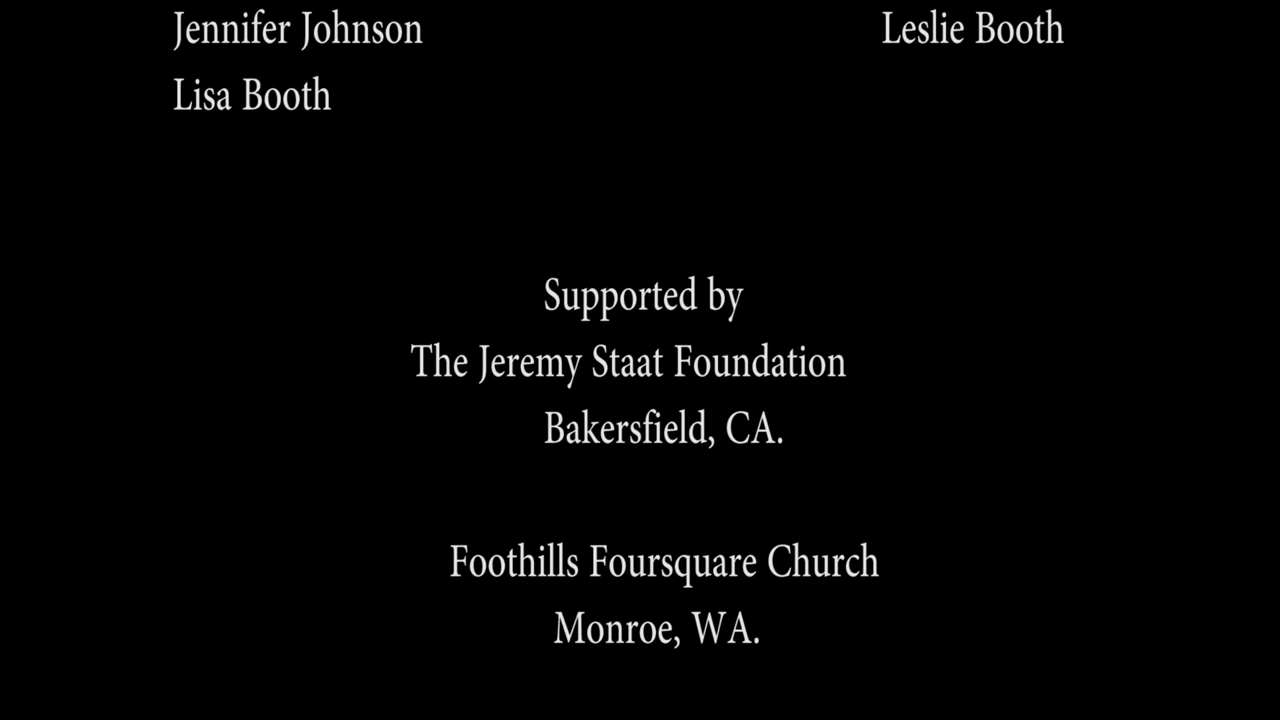 Jennifer Johnson Leslie Booth
Lisa Booth
Supported by
The Jeremy Staat Foundation
Bakersfield, CA.
Foothills Foursquare Church
Monroe, WA.